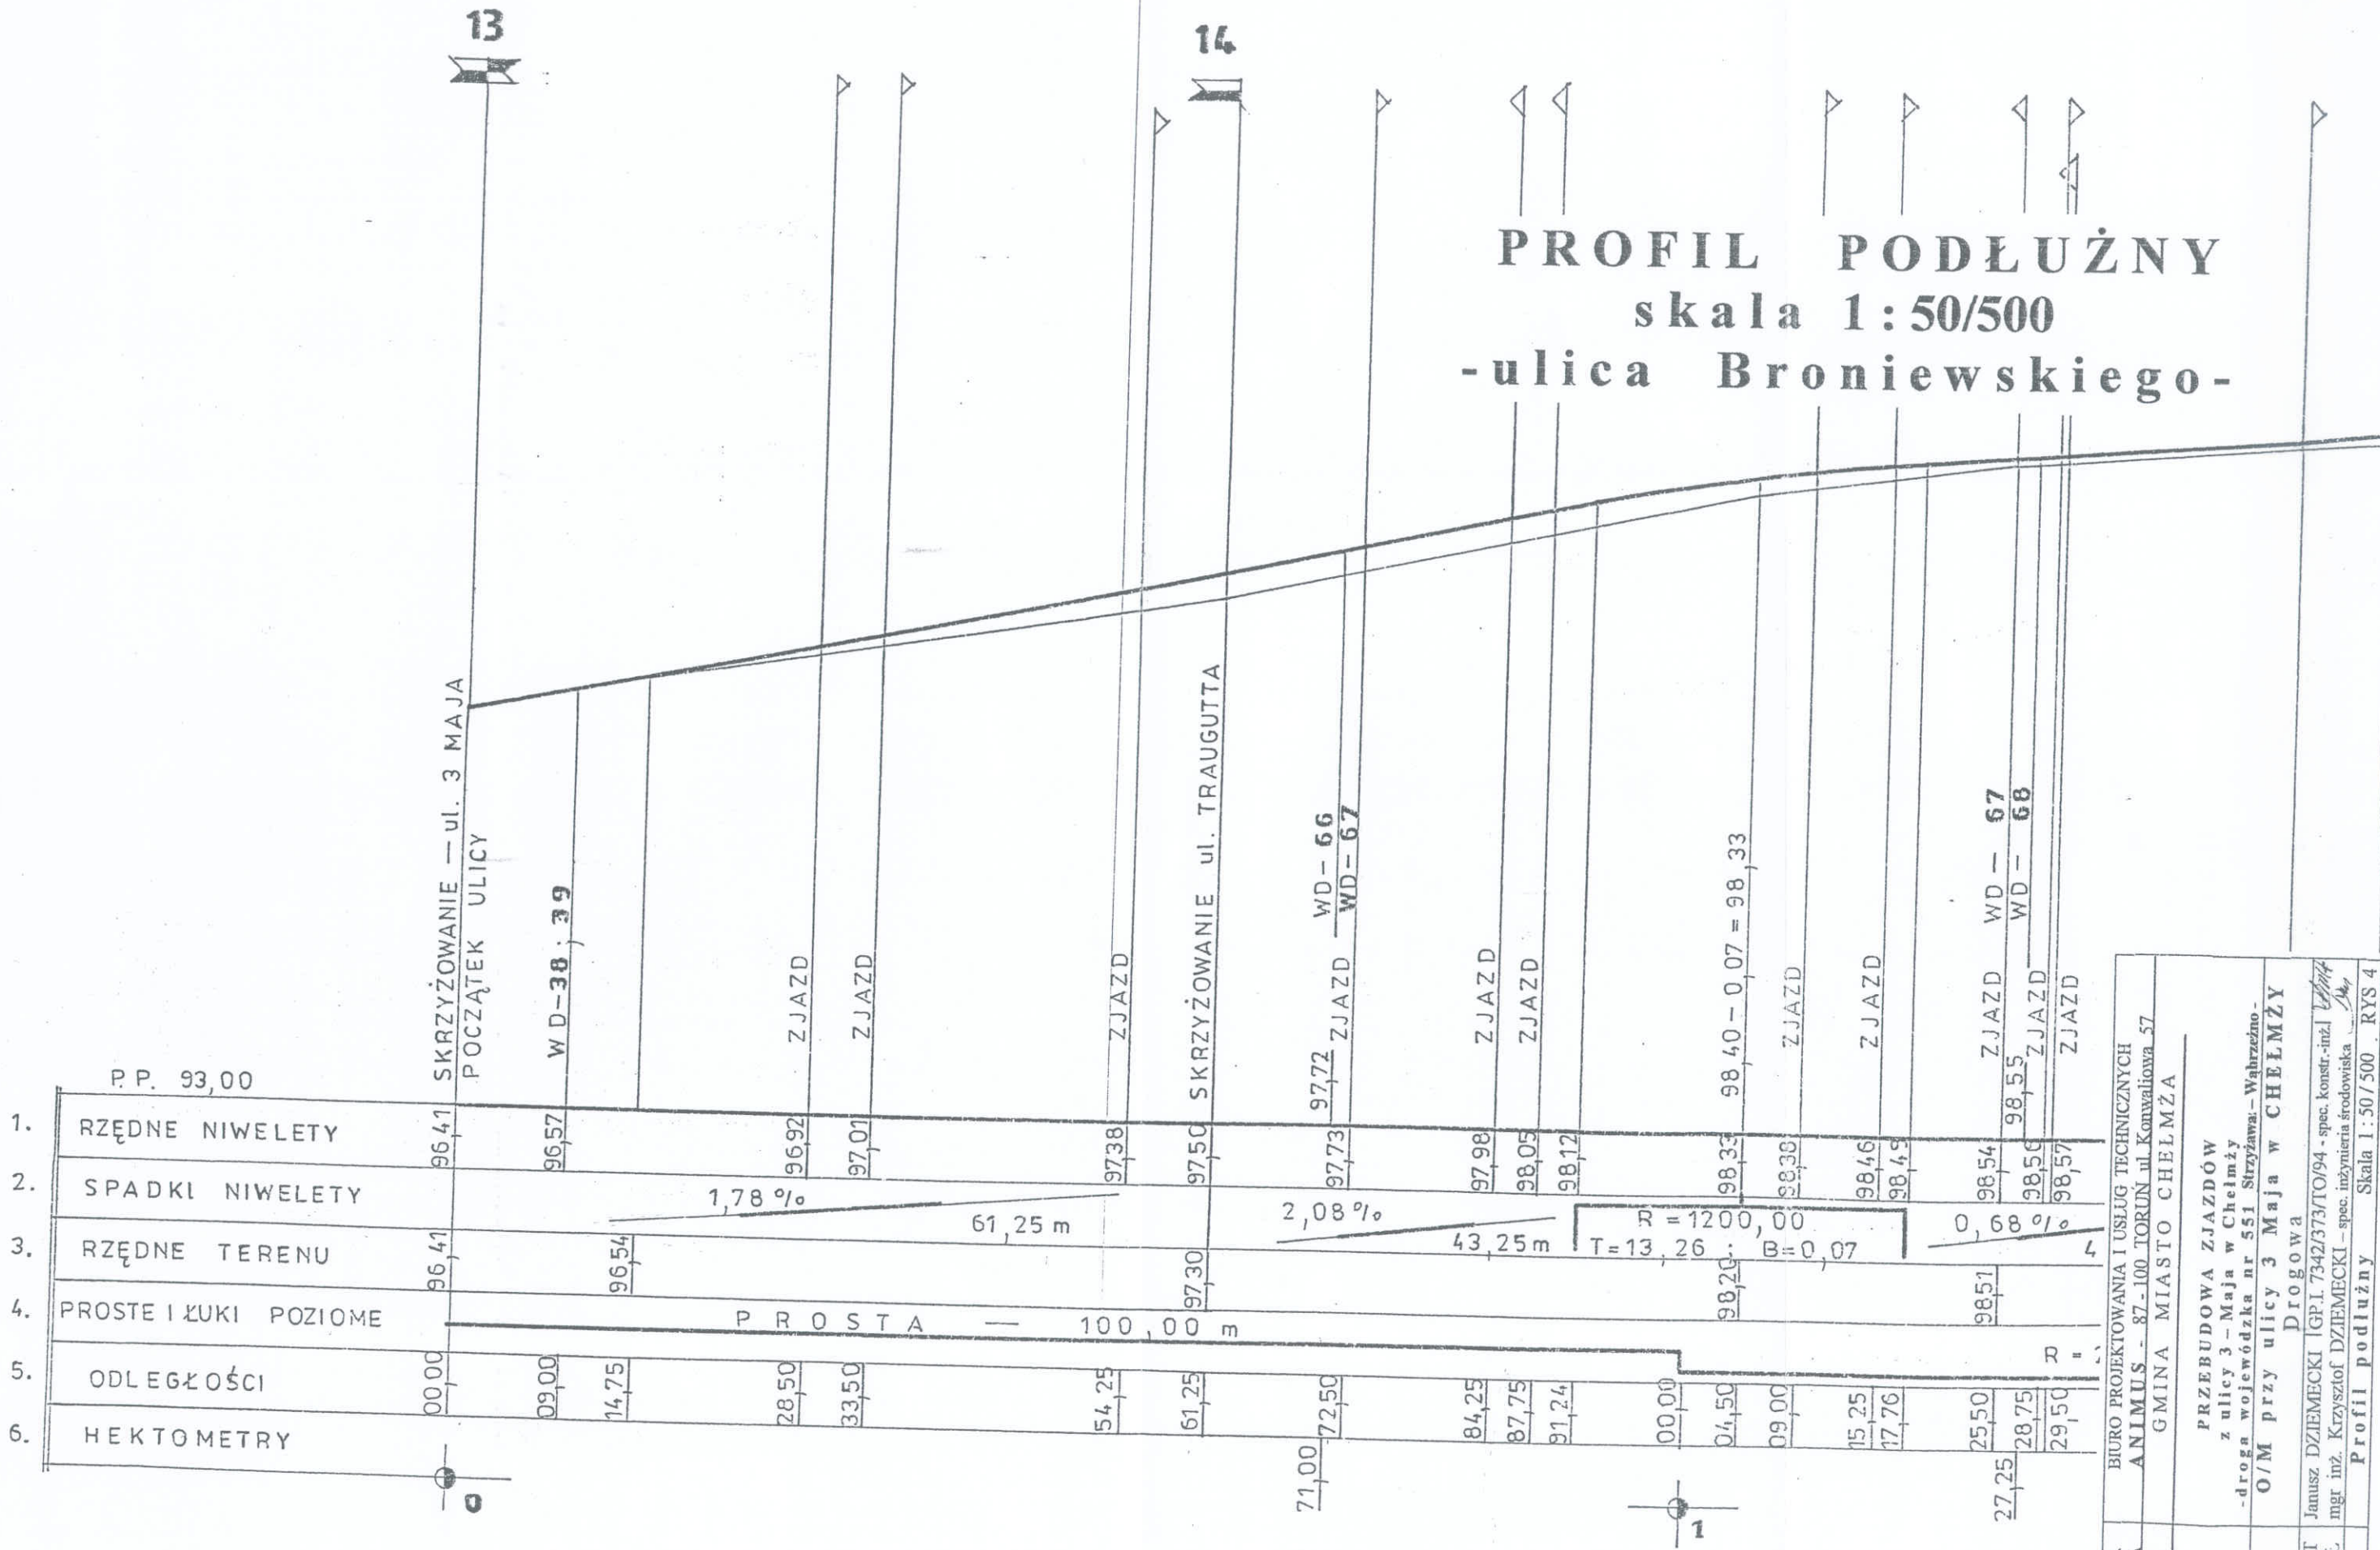 13
14
PROFIL PODŁUŻNY
skala 1:50/500
-ulica Broniewskiego-
SKRZYŻOWANIE — ul. 3 MAJA
POCZĄTEK ULICY
WD-38; 39
ZJAZD
ZJAZD
ZJAZD
SKRZYŻOWANIE ul. TRAUGUTTA
97,72
ZJAZD
WD-66
WD-67
ZJAZD
ZJAZD
98,40-0,07=98,33
ZJAZD
ZJAZD
ZJAZD WD-67
98,55
WD-68
ZJAZD
ZJAZD
P.P. 93,00
1. RZĘDNE NIWELETY 96,41 96,57 96,92 97,01 97,38 97,50 97,73 97,98 98,05 98,12 98,33 98,38 98,46 98,49 98,54 98,56 98,57
2. SPADKI NIWELETY 1,78 % 61,25 m 2,08 % 43,25 m R=1200,00 T=13,26; B=0,07 0,68 % 4
3. RZĘDNE TERENU 96,41 96,54 97,30 98,20 98,51
4. PROSTE I ŁUKI POZIOME PROSTA — 100,00 m R =
5. ODLEGŁOŚCI 00,00 09,00 14,75 28,50 33,50 54,25 61,25 72,50 84,25 87,75 91,24 00,00 04,50 09,00 15,25 17,76 25,50 28,75 29,50
6. HEKTOMETRY
71,00
27,25
0
1
BIURO PROJEKTOWANIA I USŁUG TECHNICZNYCH
ANIMUS - 87-100 TORUŃ ul. Konwaliowa 57
GMINA MIASTO CHEŁMŻA
PRZEBUDOWA ZJAZDÓW
z ulicy 3-Maja w Chełmży
-droga wojewódzka nr 551 Strzyżawa - Wąbrzeźno-
O/M przy ulicy 3 Maja w CHEŁMŻY
Drogowa
Janusz DZIEMECKI GP.I. 7342/373/TO/94 - spec. konstr.-inż.
mgr inż. Krzysztof DZIEMECKI - spec. inżynieria środowiska
Profil podłużny Skala 1:50/500 . RYS 4